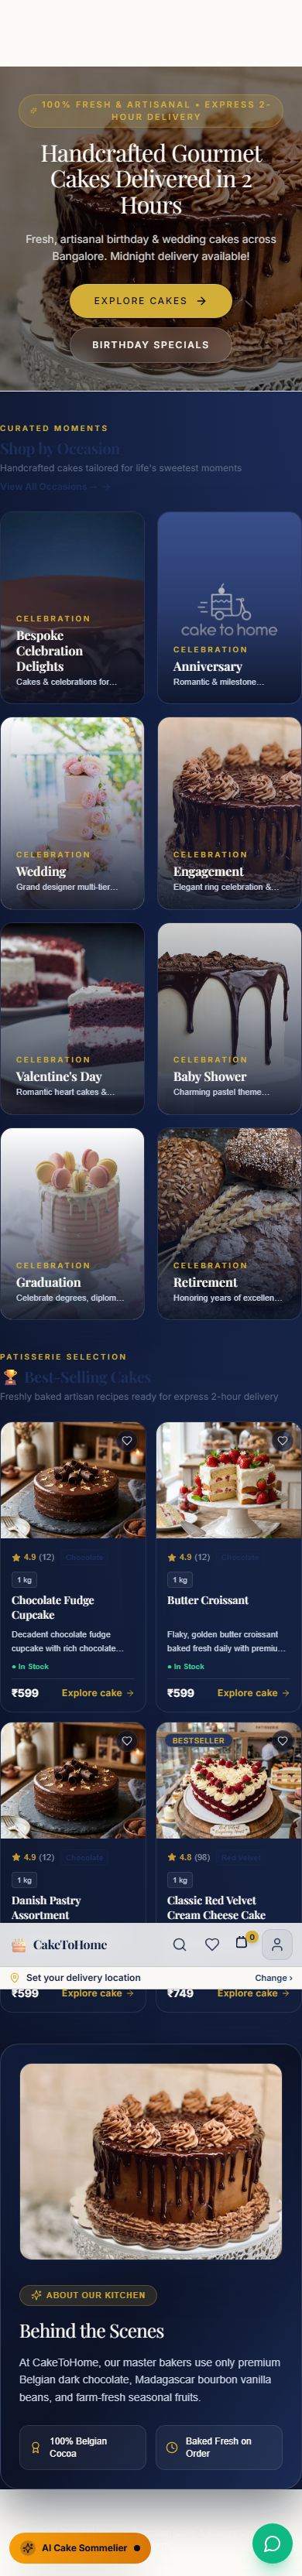 100% FRESH & ARTISANAL • EXPRESS 2-
HOUR DELIVERY
Handcrafted Gourmet
Cakes Delivered in 2
Hours
Fresh, artisanal birthday & wedding cakes across
Bangalore. Midnight delivery available!
EXPLORE CAKES →
BIRTHDAY SPECIALS
CURATED MOMENTS
Shop by Occasion
Handcrafted cakes tailored for life's sweetest moments
View All Occasions → →
CELEBRATION
Bespoke
Celebration
Delights
Cakes & celebrations for...
cake to home
CELEBRATION
Anniversary
Romantic & milestone...
CELEBRATION
Wedding
Grand designer multi-tier...
CELEBRATION
Engagement
Elegant ring celebration &...
CELEBRATION
Valentine's Day
Romantic heart cakes &...
CELEBRATION
Baby Shower
Charming pastel theme...
CELEBRATION
Graduation
Celebrate degrees, diplom...
CELEBRATION
Retirement
Honoring years of excellen...
PATISSERIE SELECTION
🏆 Best-Selling Cakes
Freshly baked artisan recipes ready for express 2-hour delivery
★ 4.9 (12) Chocolate
1 kg
Chocolate Fudge
Cupcake
Decadent chocolate fudge
cupcake with rich chocolate...
● In Stock
₹599 Explore cake →
★ 4.9 (12) Chocolate
1 kg
Butter Croissant
Flaky, golden butter croissant
baked fresh daily with premiu...
● In Stock
₹599 Explore cake →
★ 4.9 (12) Chocolate
1 kg
Danish Pastry
Assortment
BESTSELLER
★ 4.8 (98) Red Velvet
1 kg
Classic Red Velvet
Cream Cheese Cake
CakeToHome
0
Set your delivery location
Change ›
₹599 Explore cake →
₹749 Explore cake →
ABOUT OUR KITCHEN
Behind the Scenes
At CakeToHome, our master bakers use only premium
Belgian dark chocolate, Madagascar bourbon vanilla
beans, and farm-fresh seasonal fruits.
100% Belgian
Cocoa
Baked Fresh on
Order
AI Cake Sommelier